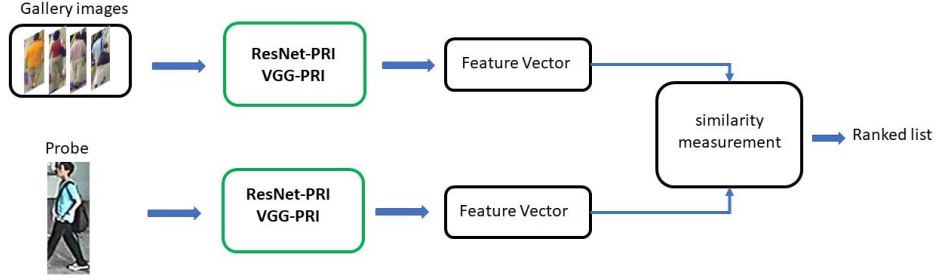 Gallery images
ResNet-PRI
VGG-PRI
Feature Vector
similarity
measurement
Ranked list
Probe
ResNet-PRI
VGG-PRI
Feature Vector